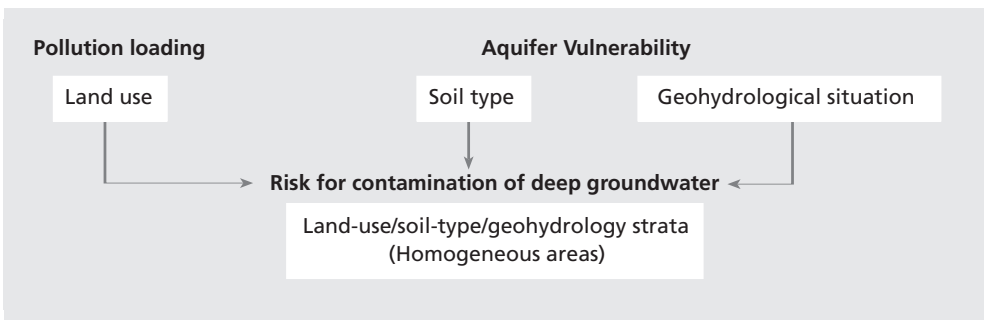 Pollution loading
Aquifer Vulnerability
Land use
Soil type
Geohydrological situation
Risk for contamination of deep groundwater
Land-use/soil-type/geohydrology strata
(Homogeneous areas)